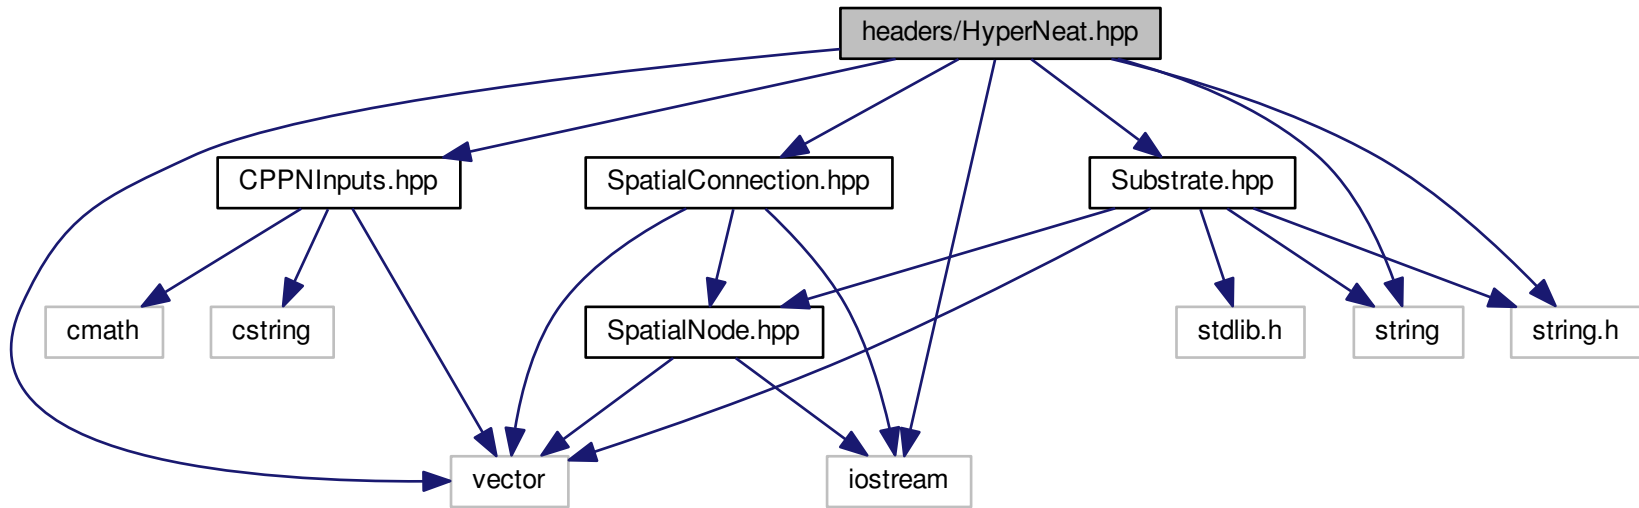 headers/HyperNeat.hpp
CPPNInputs.hpp
SpatialConnection.hpp
Substrate.hpp
cmath
cstring
SpatialNode.hpp
stdlib.h
string
string.h
vector
iostream